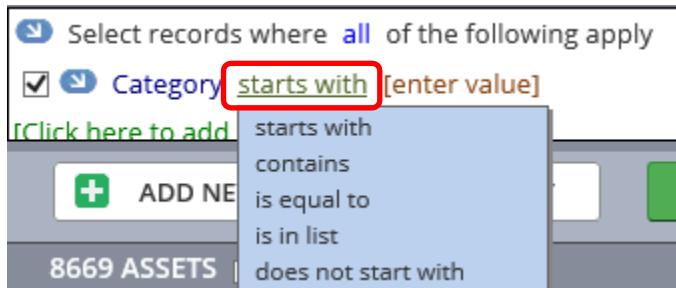 Select records where all of the following apply
Category starts with [enter value]
[Click here to add
starts with
contains
is equal to
is in list
does not start with
ADD NE
8669 ASSETS [